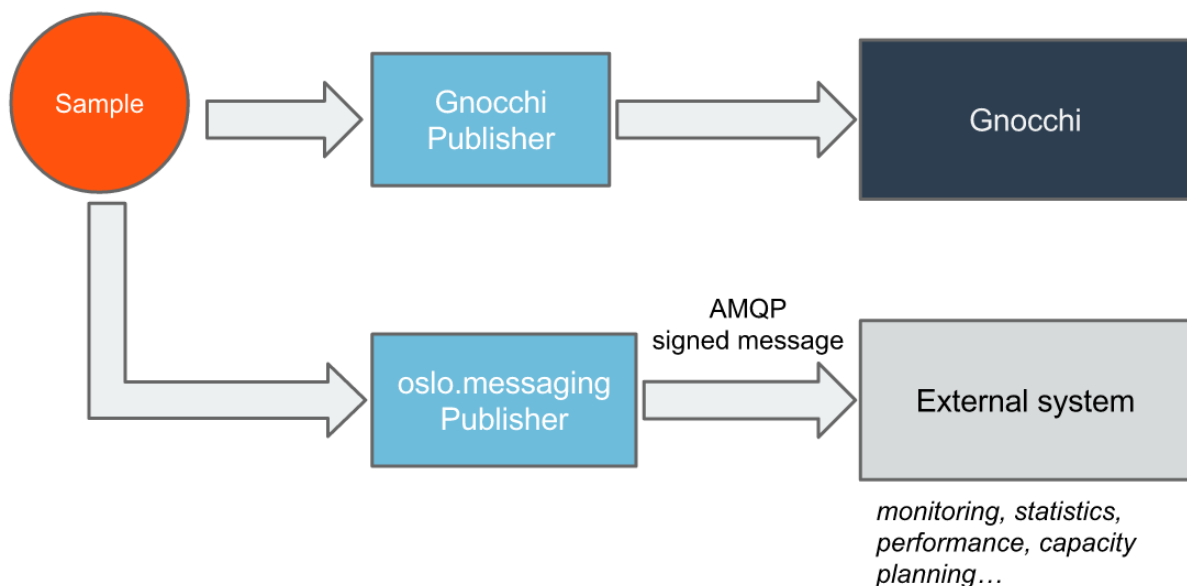 Sample
Gnocchi
Publisher
Gnocchi
AMQP
signed message
oslo.messaging
Publisher
External system
monitoring, statistics,
performance, capacity
planning…